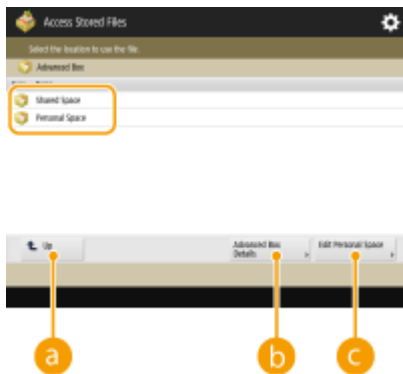 Access Stored Files
Select the location to use the file.
Advanced Box
Name
Shared Space
Personal Space
Up
Advanced Box
Details
Edit Personal Space
a
b
c